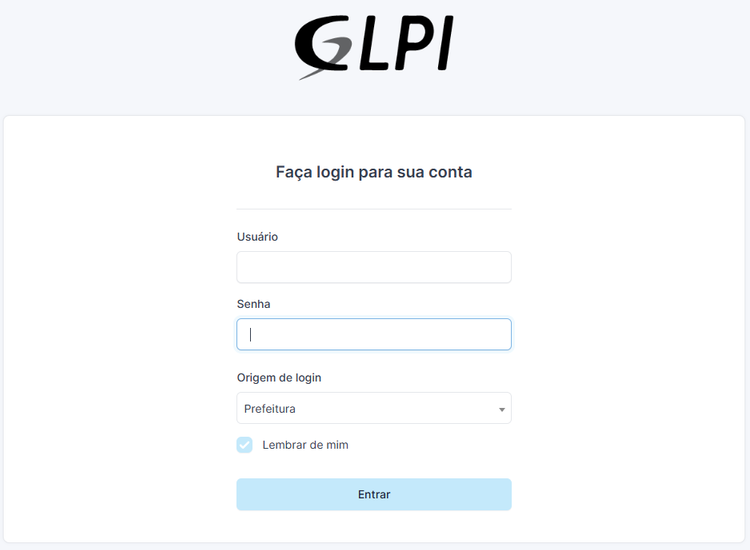 GLPI
Faça login para sua conta
Usuário
Senha
Origem de login
Prefeitura
Lembrar de mim
Entrar